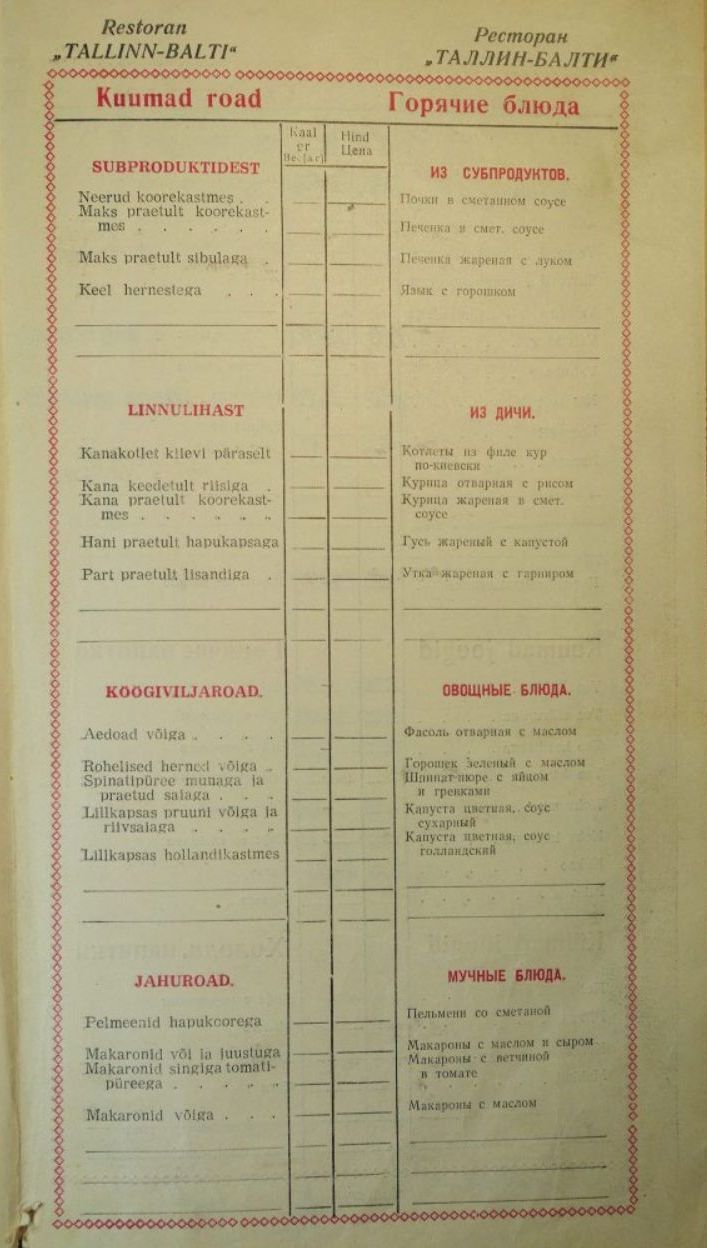 Restoran
„TALLINN-BALTI“
Ресторан
„ТАЛЛИН-БАЛТИ“
Kuumad road
Горячие блюда
Kaal
gr
Hind
Цена
SUBPRODUKTIDEST
Neerud koorekastmes . .
Maks praetult koorekast-
mes . . . . . .
Maks praetult sibulaga .
Keel hernestega . . .
ИЗ СУБПРОДУКТОВ.
Почки в сметанном соусе
Печенка в смет. соусе
Печенка жареная с луком
Язык с горошком
LINNULIHAST
Kanakotlet kiievi päraselt
Kana keedetult riisiga .
Kana praetult koorekast-
mes . . . „ „
Hani praetult hapukapsaga
Part praetult lisandiga .
ИЗ ДИЧИ.
Котлеты из филе кур
по-киевски
Курица отварная с рисом
Курица жареная в смет.
соусе
Гусь жареный с капустой
Утка жареная с гарниром
KÖÖGIVILJAROAD.
Aedoad võiga . . . .
Rohelised herned võiga .
Spinatipüree munaga ja
praetud saiaga . . .
Lillkapsas pruuni võiga ja
riivsaiaga . . . .
Lillkapsas hollandikastmes
ОВОЩНЫЕ БЛЮДА.
Фасоль отварная с маслом
Горошек зеленый с маслом
Шпинат-пюре с яйцом
и гренками
Капуста цветная, соус
сухарный
Капуста цветная, соус
голландский
JAHUROAD.
Pelmeenid hapukoorega
Makaronid või ja juustuga
Makaronid singiga tomati-
püreega . . . . .
Makaronid võiga . . .
МУЧНЫЕ БЛЮДА.
Пельмени со сметаной
Макароны с маслом и сыром
Макароны с ветчиной
в томате
Макароны с маслом